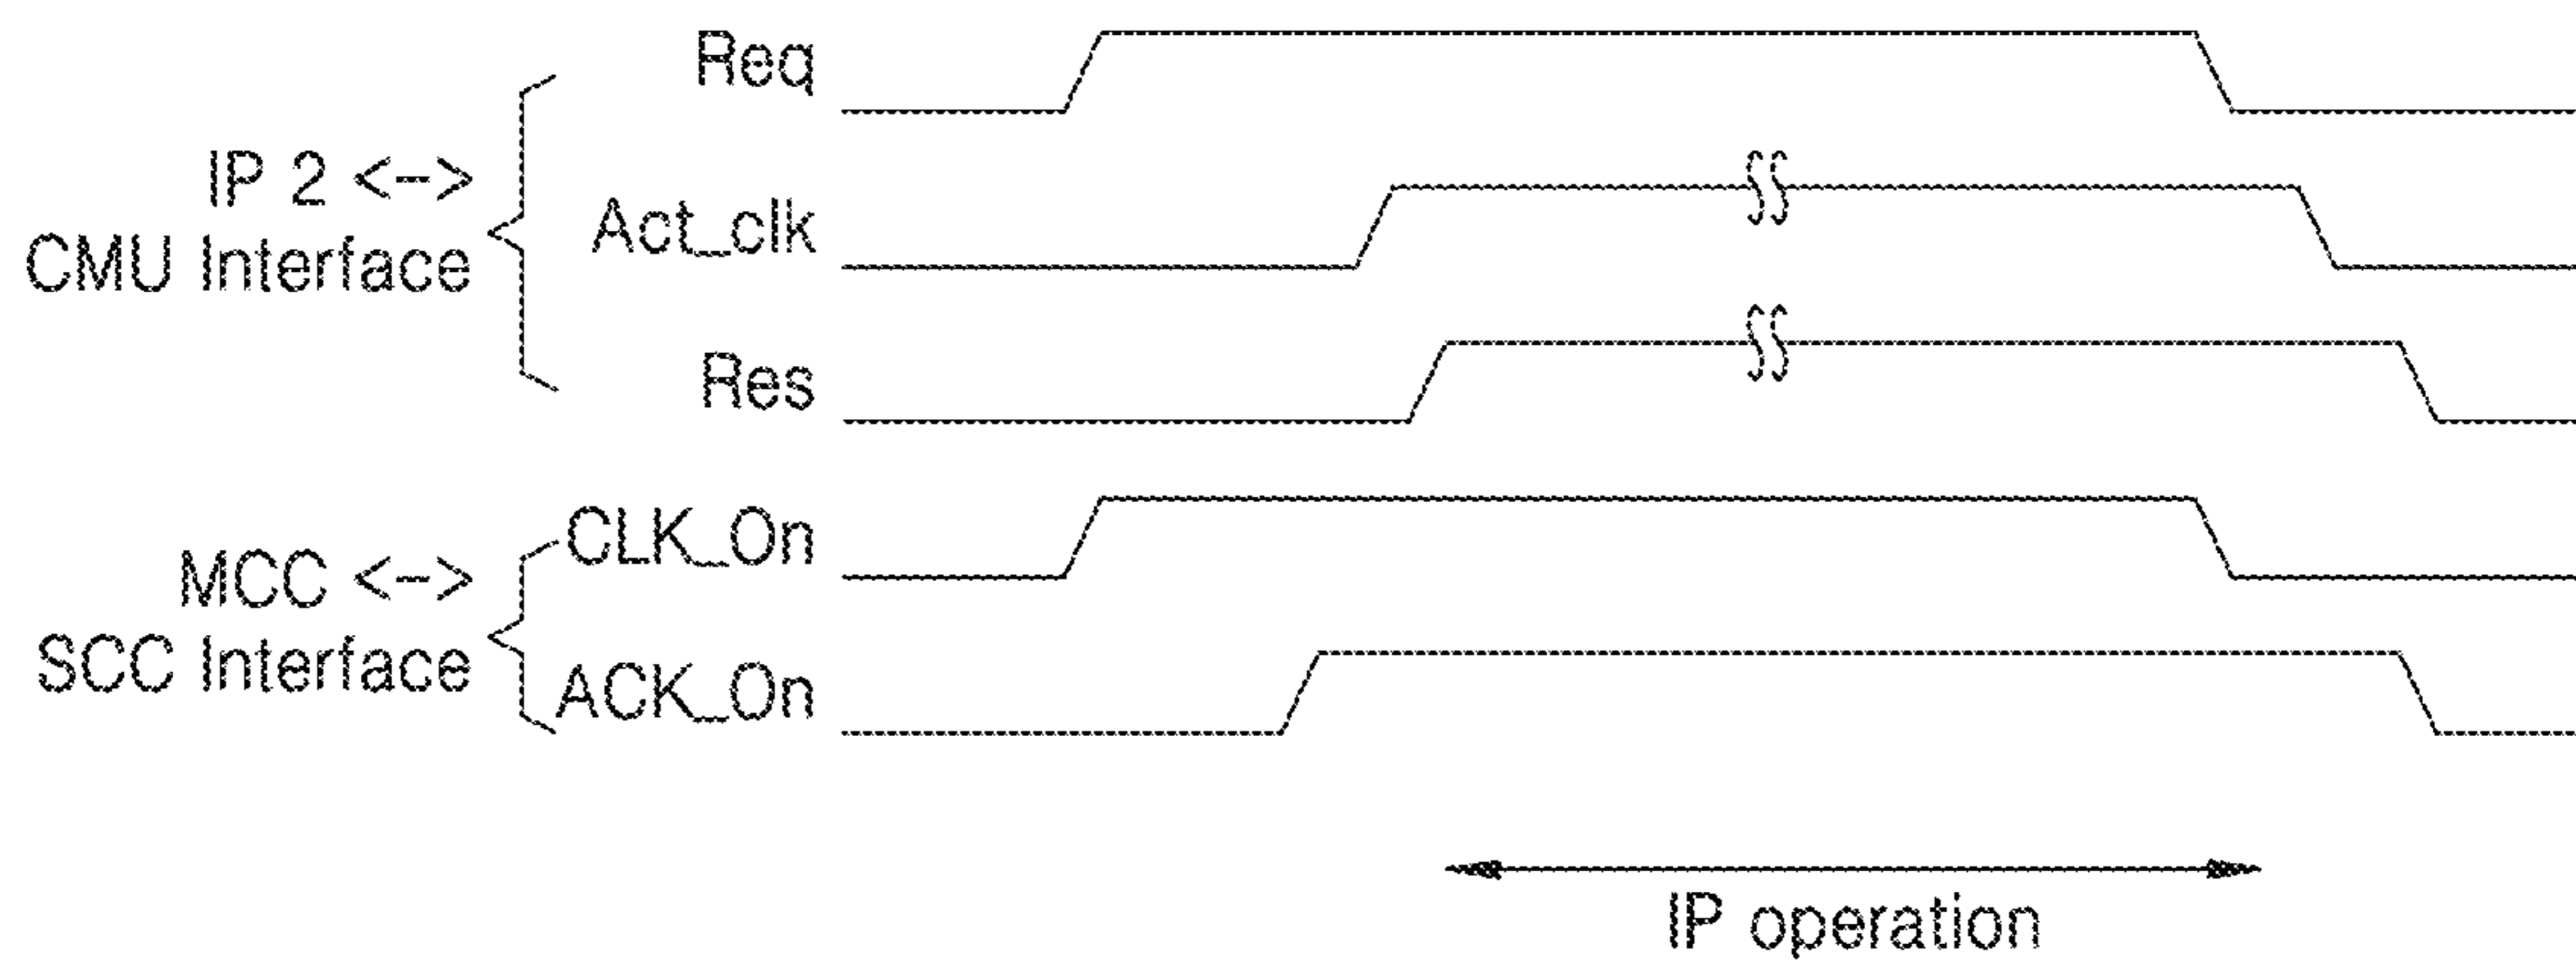 Req
IP 2 <->
CMU Interface
Act_clk
Res
CLK_On
MCC <->
SCC Interface
ACK_On
IP operation